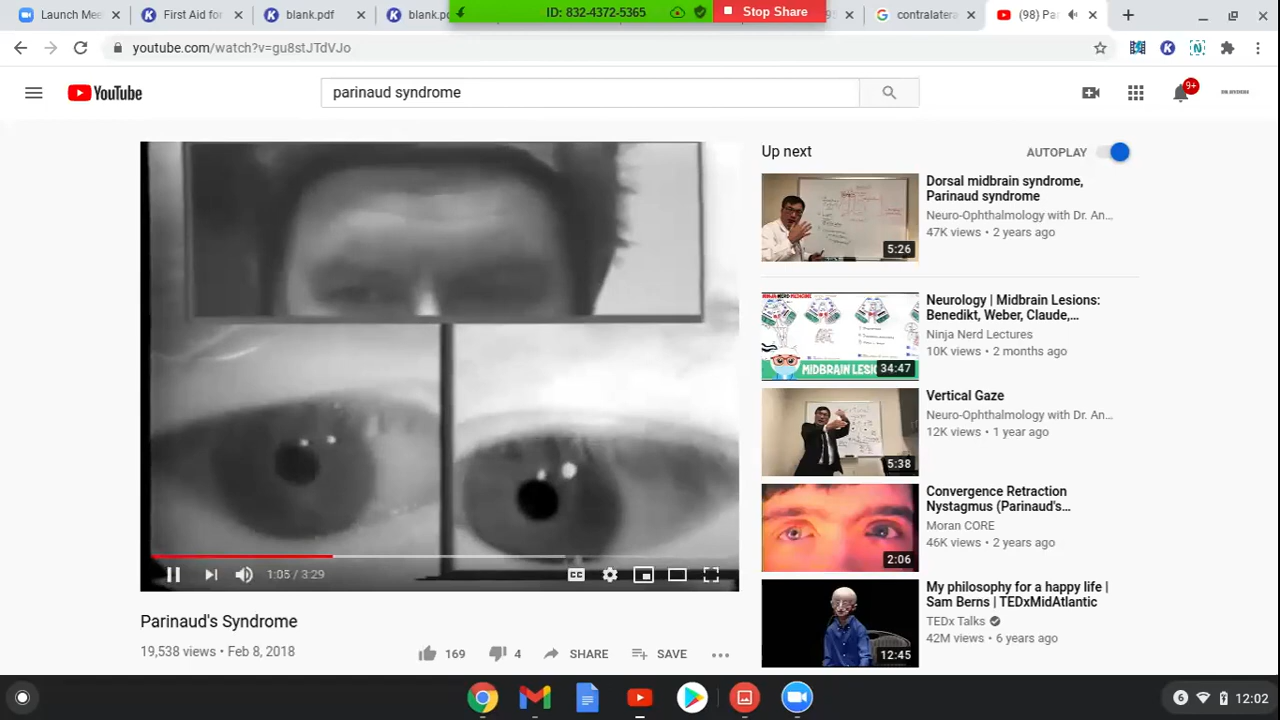 Launch Meet
First Aid for
blank.pdf
blank.p
ID: 832-4372-5365
Stop Share
contralatera
(98) Par
youtube.com/watch?v=gu8stJTdVJo
YouTube
parinaud syndrome
9+
Up next
AUTOPLAY
Dorsal midbrain syndrome,
Parinaud syndrome
Neuro-Ophthalmology with Dr. An...
47K views • 2 years ago
5:26
Neurology | Midbrain Lesions:
Benedikt, Weber, Claude,...
Ninja Nerd Lectures
10K views • 2 months ago
34:47
Vertical Gaze
Neuro-Ophthalmology with Dr. An...
12K views • 1 year ago
5:38
Convergence Retraction
Nystagmus (Parinaud's...
Moran CORE
46K views • 2 years ago
2:06
My philosophy for a happy life |
Sam Berns | TEDxMidAtlantic
TEDx Talks
42M views • 6 years ago
12:45
1:05 / 3:29
CC
Parinaud's Syndrome
19,538 views • Feb 8, 2018
169
4
SHARE
SAVE
6
12:02